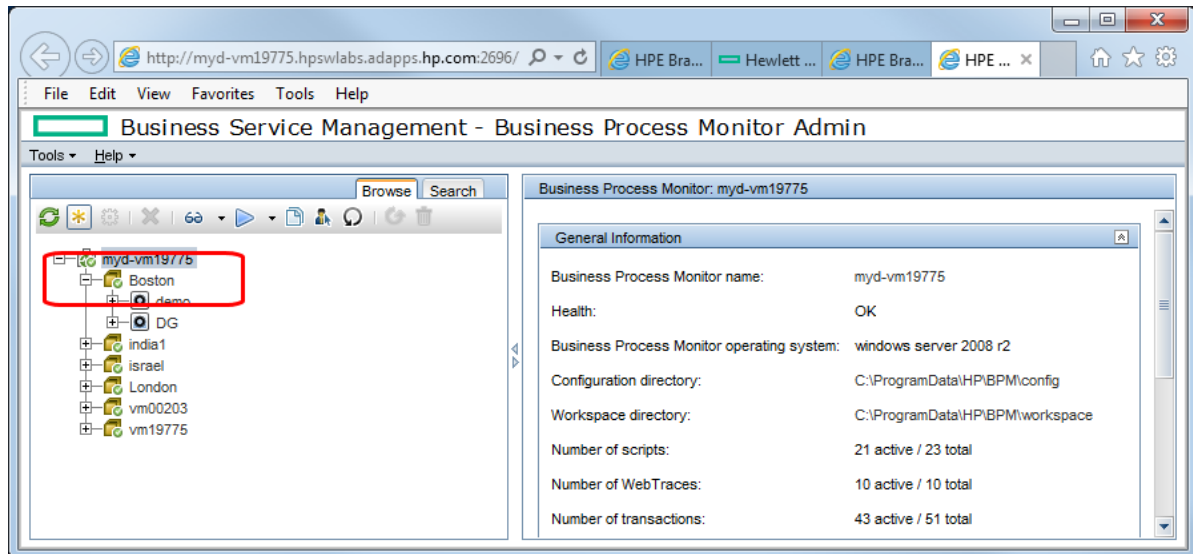 http://myd-vm19775.hpswlabs.adapps.hp.com:2696/ HPE Bra... Hewlett ... HPE Bra... HPE ...
File Edit View Favorites Tools Help
Business Service Management - Business Process Monitor Admin
Tools Help
Browse Search
myd-vm19775
Boston
demo
DG
india1
israel
London
vm00203
vm19775
Business Process Monitor: myd-vm19775
General Information
Business Process Monitor name: myd-vm19775
Health: OK
Business Process Monitor operating system: windows server 2008 r2
Configuration directory: C:\ProgramData\HP\BPM\config
Workspace directory: C:\ProgramData\HP\BPM\workspace
Number of scripts: 21 active / 23 total
Number of WebTraces: 10 active / 10 total
Number of transactions: 43 active / 51 total